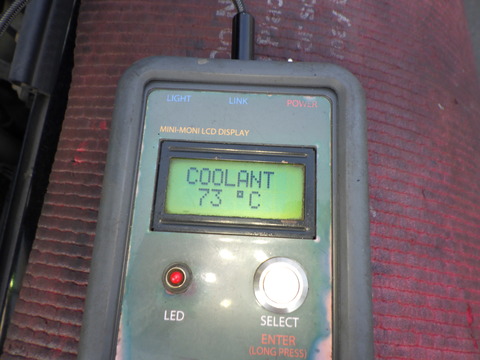 LIGHT LINK POWER
MINI-MONI LCD DISPLAY
COOLANT
73 °C
LED SELECT
ENTER
(LONG PRESS)